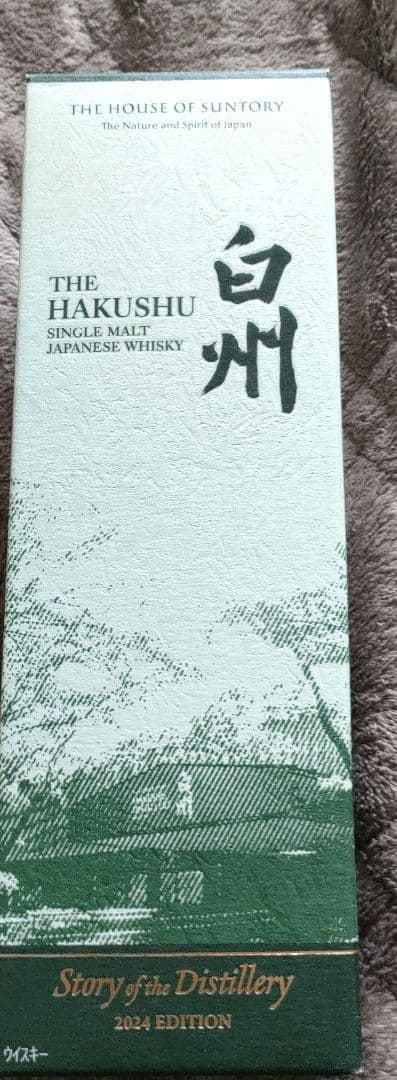 THE HOUSE OF SUNTORY
The Nature and Spirit of Japan
白州
THE
HAKUSHU
SINGLE MALT
JAPANESE WHISKY
Story of the Distillery
2024 EDITION
ウイスキー